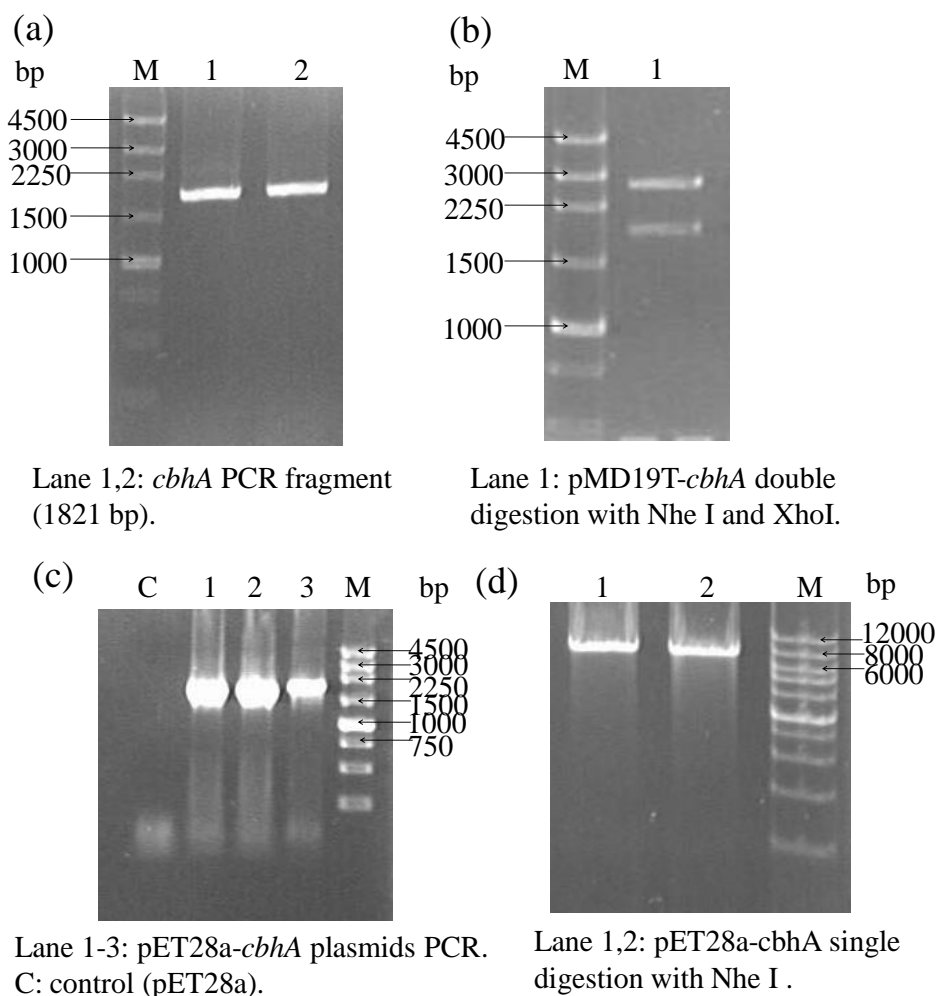 (a)
bp M 1 2
4500
3000
2250
1500
1000
Lane 1,2: cbhA PCR fragment
(1821 bp).
(b)
bp M 1
4500
3000
2250
1500
1000
Lane 1: pMD19T-cbhA double
digestion with Nhe I and XhoI.
(c)
C 1 2 3 M bp
4500
3000
2250
1500
1000
750
Lane 1-3: pET28a-cbhA plasmids PCR.
C: control (pET28a).
(d)
1 2 M bp
12000
8000
6000
Lane 1,2: pET28a-cbhA single
digestion with Nhe I .